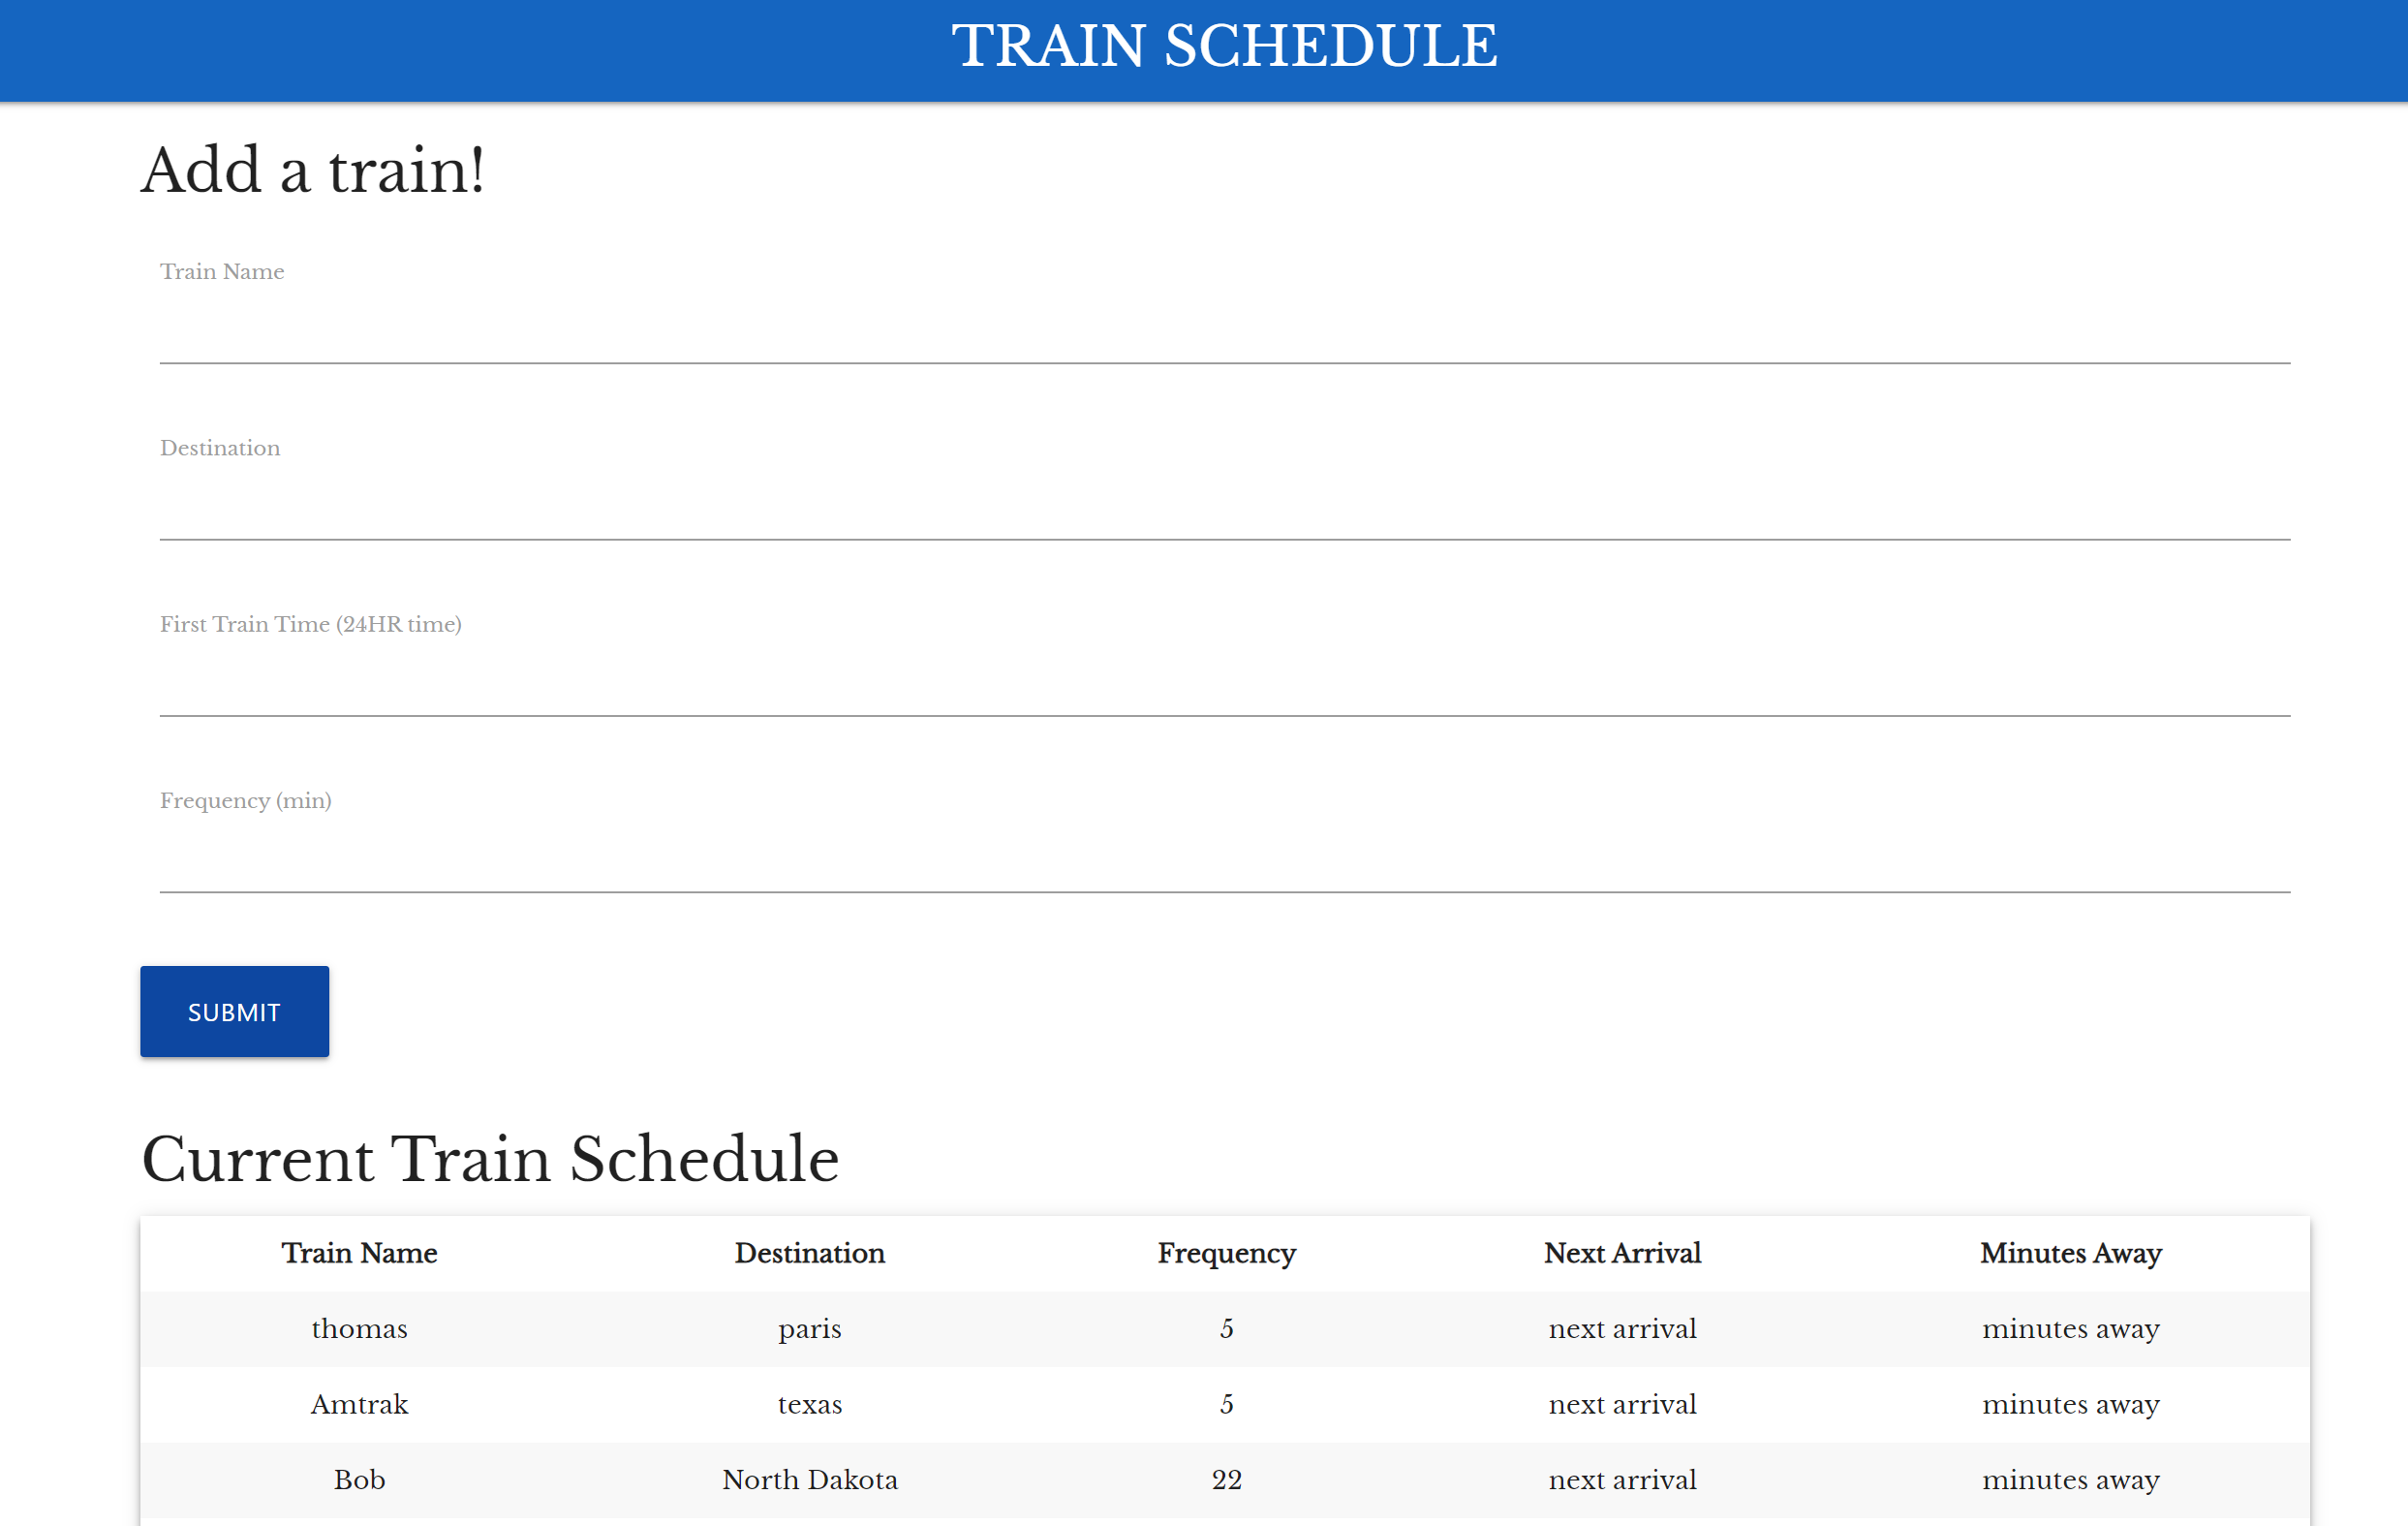 TRAIN SCHEDULE
Add a train!
Train Name
Destination
First Train Time (24HR time)
Frequency (min)
SUBMIT
Current Train Schedule
Train Name Destination Frequency Next Arrival Minutes Away
thomas paris 5 next arrival minutes away
Amtrak texas 5 next arrival minutes away
Bob North Dakota 22 next arrival minutes away